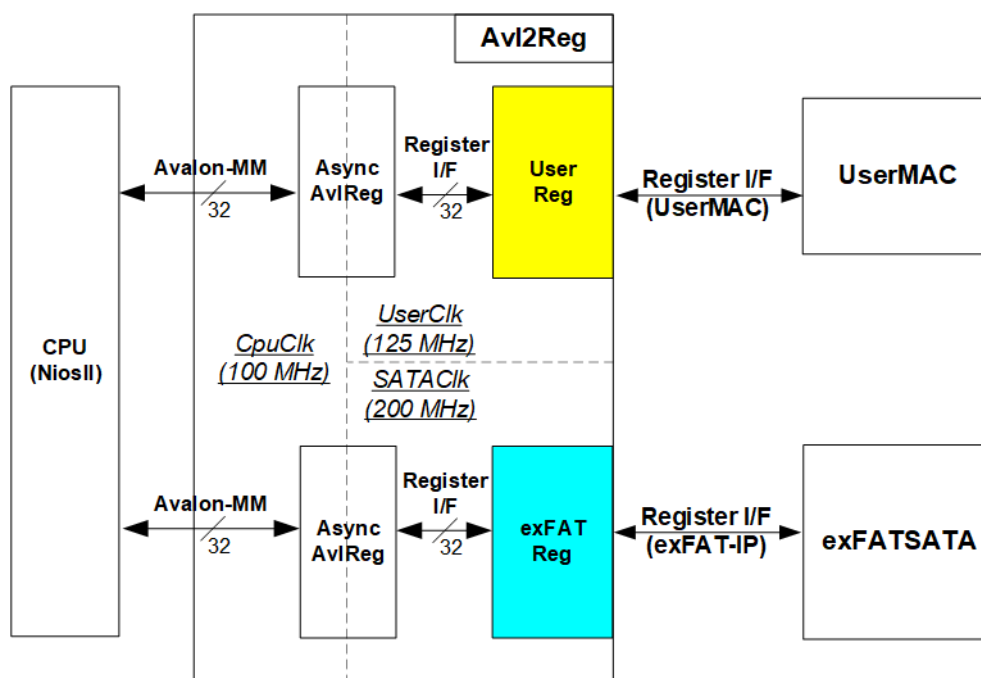 Avl2Reg
CPU
(NiosII)
Avalon-MM
32
Async
AvlReg
Register
I/F
32
User
Reg
Register I/F
(UserMAC)
UserMAC
CpuClk
(100 MHz)
UserClk
(125 MHz)
SATAClk
(200 MHz)
Avalon-MM
32
Async
AvlReg
Register
I/F
32
exFAT
Reg
Register I/F
(exFAT-IP)
exFATSATA